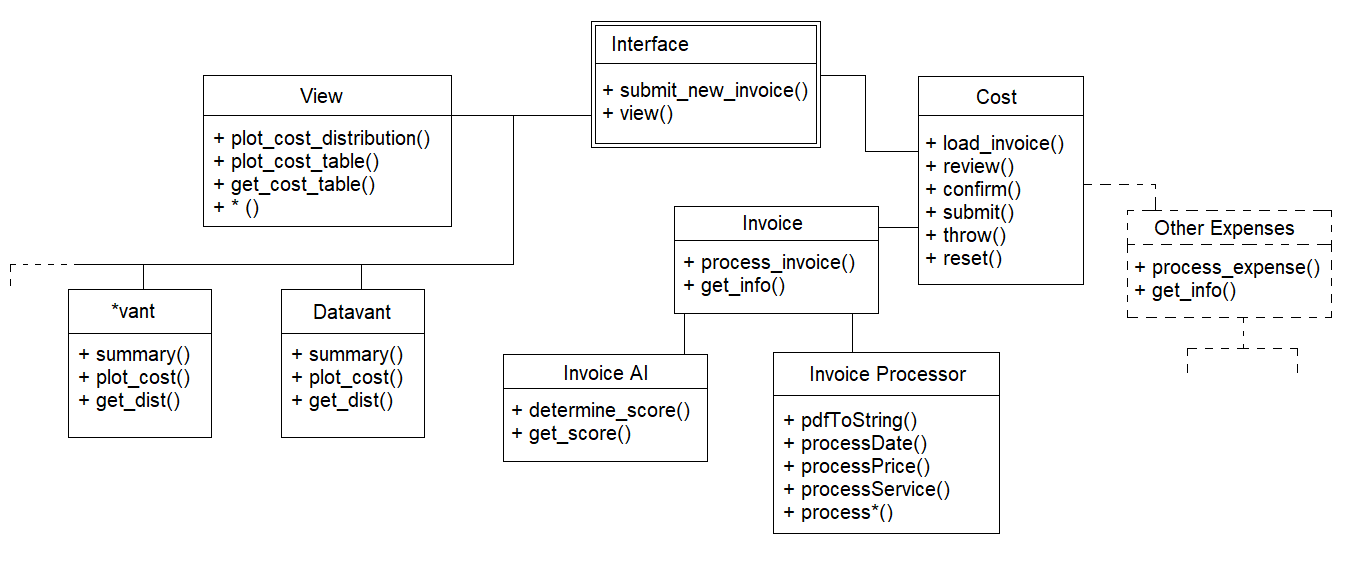 Interface
+ submit_new_invoice()
+ view()
View
+ plot_cost_distribution()
+ plot_cost_table()
+ get_cost_table()
+ * ()
Cost
+ load_invoice()
+ review()
+ confirm()
+ submit()
+ throw()
+ reset()
Invoice
+ process_invoice()
+ get_info()
Other Expenses
+ process_expense()
+ get_info()
*vant
+ summary()
+ plot_cost()
+ get_dist()
Datavant
+ summary()
+ plot_cost()
+ get_dist()
Invoice AI
+ determine_score()
+ get_score()
Invoice Processor
+ pdfToString()
+ processDate()
+ processPrice()
+ processService()
+ process*()